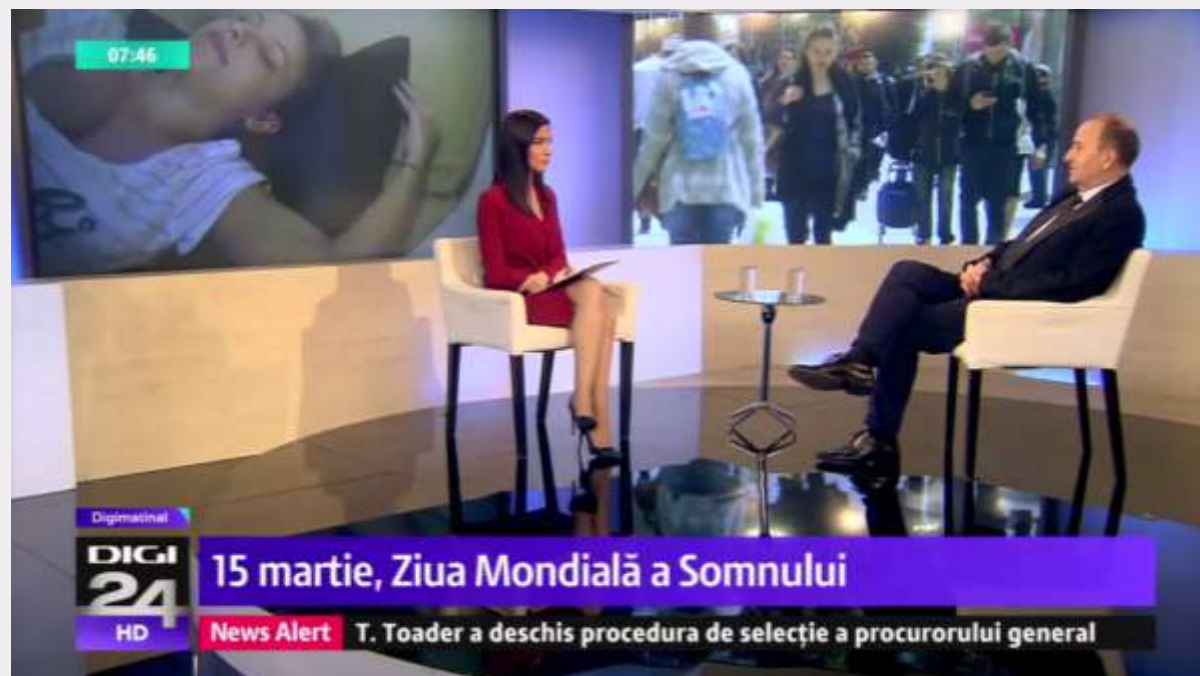 07:46
Digimatinal
DIGI
24
HD
15 martie, Ziua Mondială a Somnului
News Alert T. Toader a deschis procedura de selecție a procurorului general